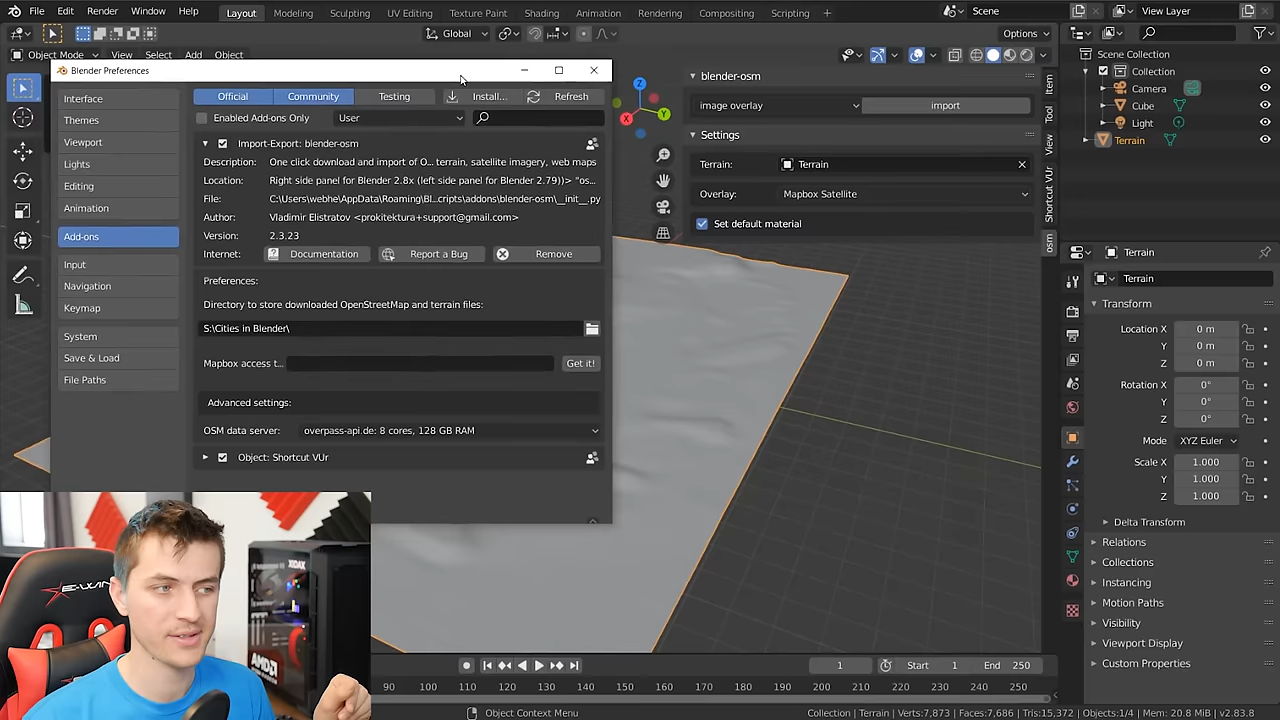 File Edit Render Window Help Layout Modeling Sculpting UV Editing Texture Paint Shading Animation Rendering Compositing Scripting + Scene View Layer
Global Options
Object Mode View Select Add Object
Blender Preferences
Interface
Themes
Viewport
Lights
Editing
Animation
Add-ons
Input
Navigation
Keymap
System
Save & Load
File Paths
Official Community Testing Install... Refresh
Enabled Add-ons Only User
Import-Export: blender-osm
Description: One click download and import of O... terrain, satellite imagery, web maps
Location: Right side panel for Blender 2.8x (left side panel for Blender 2.79)> "os...
File: C:\Users\webhe\AppData\Roaming\Bl...cripts\addons\blender-osm\__init__.py
Author: Vladimir Elistratov <prokitektura+support@gmail.com>
Version: 2.3.23
Internet: Documentation Report a Bug Remove
Preferences:
Directory to store downloaded OpenStreetMap and terrain files:
S:\Cities in Blender\
Mapbox access t... Get it!
Advanced settings:
OSM data server: overpass-api.de: 8 cores, 128 GB RAM
Object: Shortcut VUr
X Y Z
blender-osm
image overlay import
Settings
Terrain: Terrain
Overlay: Mapbox Satellite
Set default material
Item
Tool
View
Shortcut VUr
osm
Scene Collection
Collection
Camera
Cube
Light
Terrain
Terrain
Terrain
Transform
Location X 0 m
Y 0 m
Z 0 m
Rotation X 0°
Y 0°
Z 0°
Mode XYZ Euler
Scale X 1.000
Y 1.000
Z 1.000
Delta Transform
Relations
Collections
Instancing
Motion Paths
Visibility
Viewport Display
Custom Properties
E-WIN
XIDAX
AMD
1 Start 1 End 250
90 100 110 120 130 140 150 160 170 180 190 200 210 220 230 240 250
Object Context Menu
Collection | Terrain | Verts:7,873 | Faces:7,686 | Tris:15,372 | Objects:1/4 | Mem: 20.8 MiB | v2.83.8